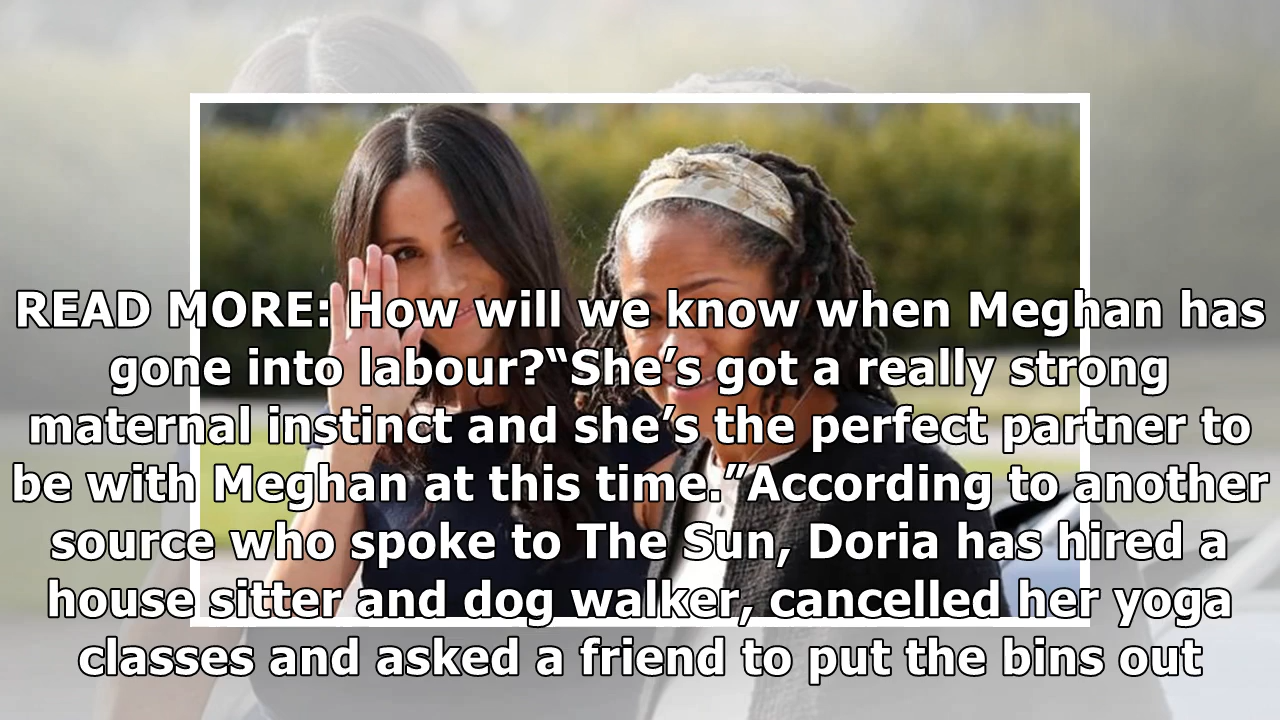 READ MORE: How will we know when Meghan has
gone into labour?“She’s got a really strong
maternal instinct and she’s the perfect partner to
be with Meghan at this time.”According to another
source who spoke to The Sun, Doria has hired a
house sitter and dog walker, cancelled her yoga
classes and asked a friend to put the bins out